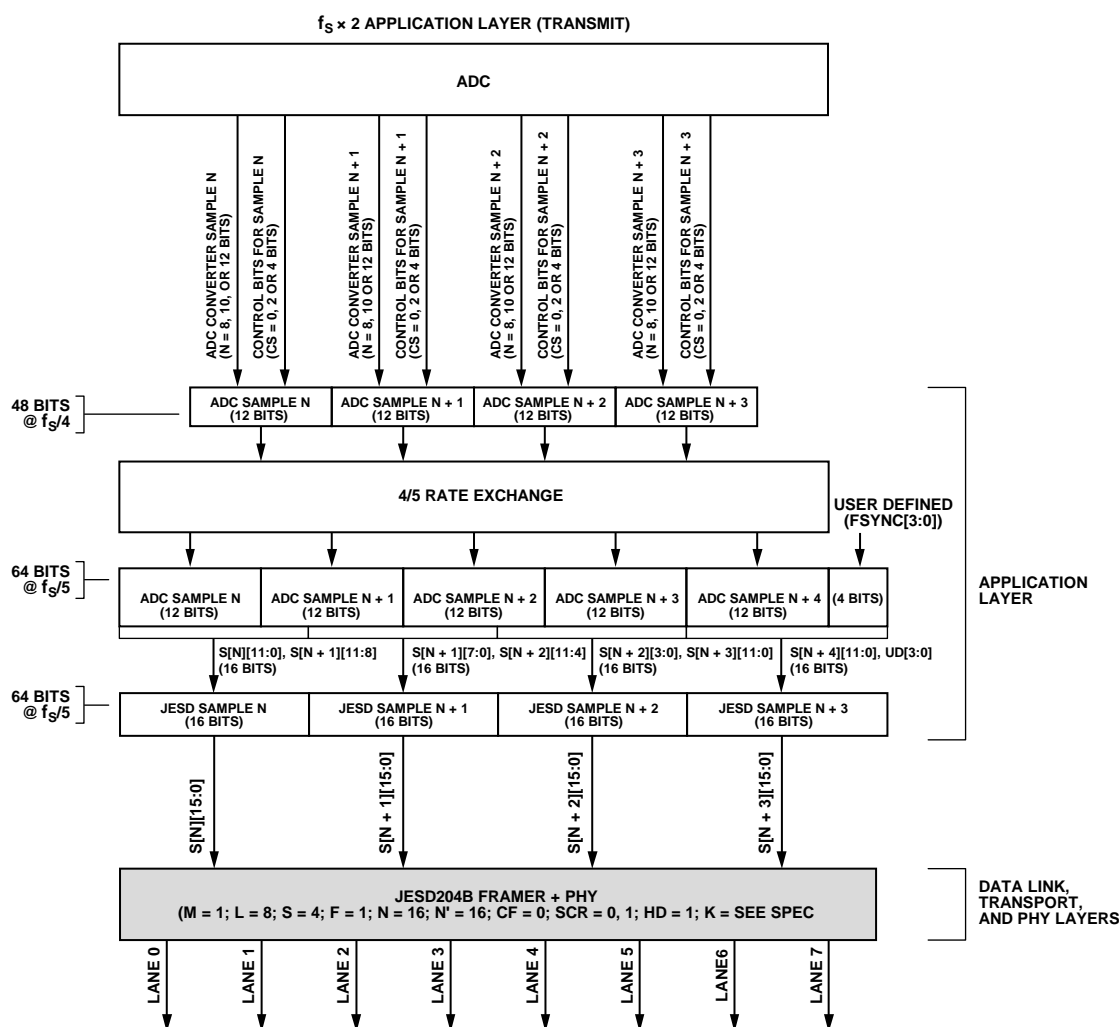 fS × 2 APPLICATION LAYER (TRANSMIT)
ADC
ADC CONVERTER SAMPLE N
(N = 8, 10, OR 12 BITS)
CONTROL BITS FOR SAMPLE N
(CS = 0, 2 OR 4 BITS)
ADC CONVERTER SAMPLE N + 1
(N = 8, 10 OR 12 BITS)
CONTROL BITS FOR SAMPLE N + 1
(CS = 0, 2 OR 4 BITS)
ADC CONVERTER SAMPLE N + 2
(N = 8, 10 OR 12 BITS)
CONTROL BITS FOR SAMPLE N + 2
(CS = 0, 2 OR 4 BITS)
ADC CONVERTER SAMPLE N + 3
(N = 8, 10 OR 12 BITS)
CONTROL BITS FOR SAMPLE N + 3
(CS = 0, 2 OR 4 BITS)
48 BITS
@ fS/4
ADC SAMPLE N
(12 BITS)
ADC SAMPLE N + 1
(12 BITS)
ADC SAMPLE N + 2
(12 BITS)
ADC SAMPLE N + 3
(12 BITS)
4/5 RATE EXCHANGE
USER DEFINED
(FSYNC[3:0])
64 BITS
@ fS/5
ADC SAMPLE N
(12 BITS)
ADC SAMPLE N + 1
(12 BITS)
ADC SAMPLE N + 2
(12 BITS)
ADC SAMPLE N + 3
(12 BITS)
ADC SAMPLE N + 4
(12 BITS)
(4 BITS)
APPLICATION
LAYER
S[N][11:0], S[N + 1][11:8]
(16 BITS)
S[N + 1][7:0], S[N + 2][11:4]
(16 BITS)
S[N + 2][3:0], S[N + 3][11:0]
(16 BITS)
S[N + 4][11:0], UD[3:0]
(16 BITS)
64 BITS
@ fS/5
JESD SAMPLE N
(16 BITS)
JESD SAMPLE N + 1
(16 BITS)
JESD SAMPLE N + 2
(16 BITS)
JESD SAMPLE N + 3
(16 BITS)
S[N][15:0]
S[N + 1][15:0]
S[N + 2][15:0]
S[N + 3][15:0]
JESD204B FRAMER + PHY
(M = 1; L = 8; S = 4; F = 1; N = 16; N' = 16; CF = 0; SCR = 0, 1; HD = 1; K = SEE SPEC
DATA LINK,
TRANSPORT,
AND PHY LAYERS
LANE 0
LANE 1
LANE 2
LANE 3
LANE 4
LANE 5
LANE6
LANE 7